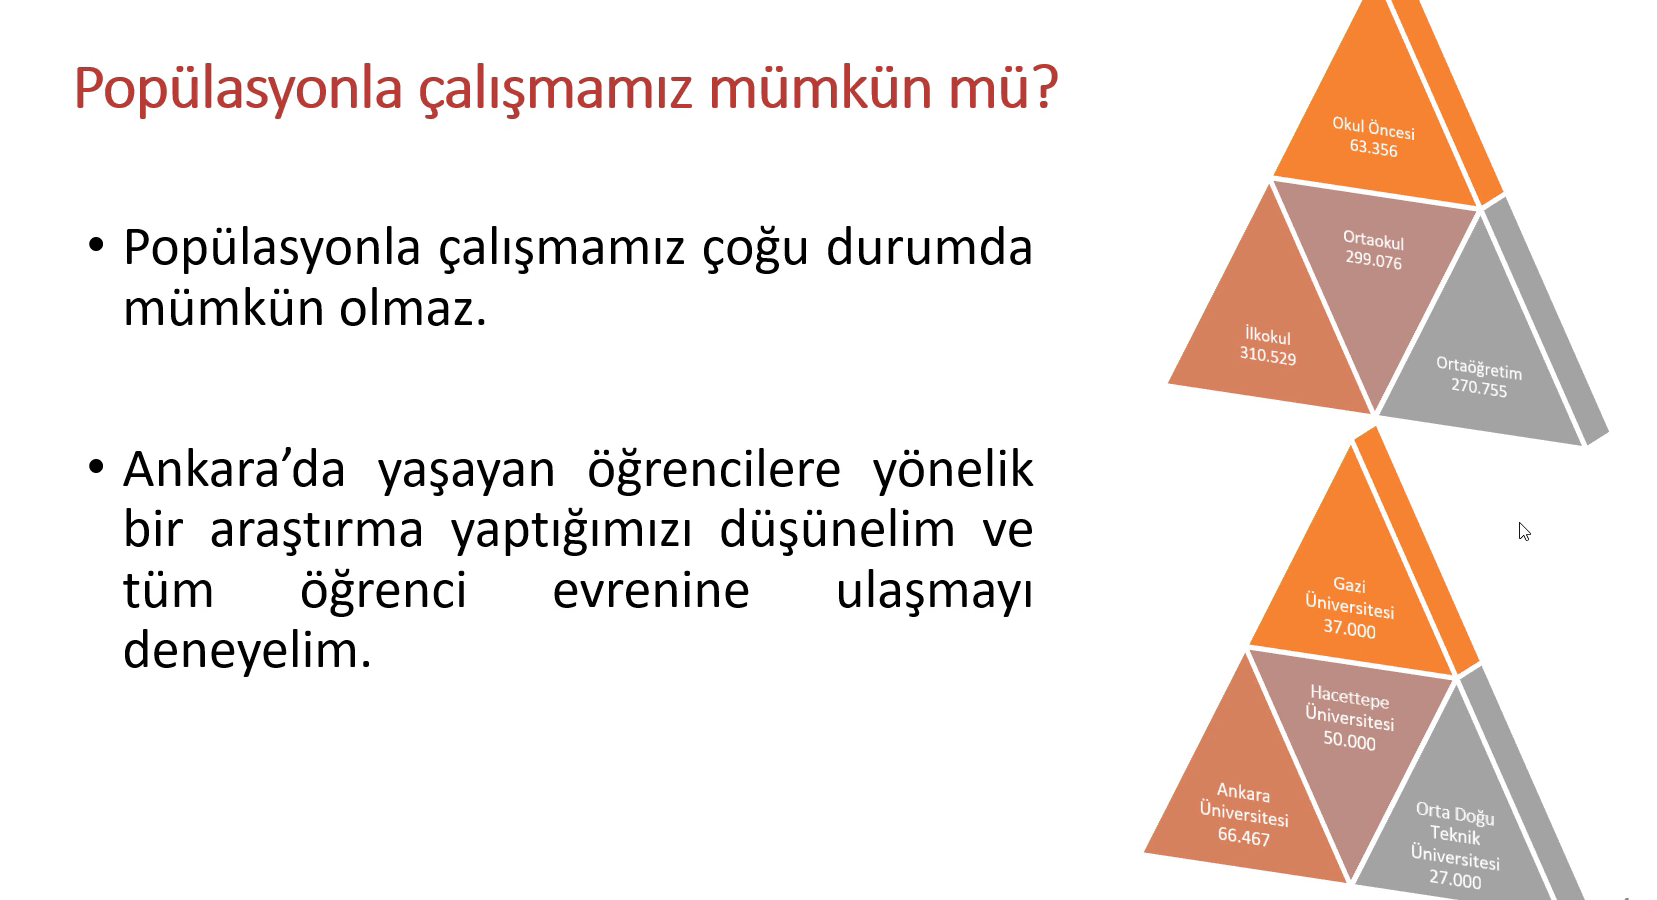 Popülasyonla çalışmamız mümkün mü?
• Popülasyonla çalışmamız çoğu durumda
mümkün olmaz.
• Ankara’da yaşayan öğrencilere yönelik
bir araştırma yaptığımızı düşünelim ve
tüm öğrenci evrenine ulaşmayı
deneyelim.
Okul Öncesi
63.356
Ortaokul
299.076
İlkokul
310.529
Ortaöğretim
270.755
Gazi
Üniversitesi
37.000
Hacettepe
Üniversitesi
50.000
Ankara
Üniversitesi
66.467
Orta Doğu
Teknik
Üniversitesi
27.000